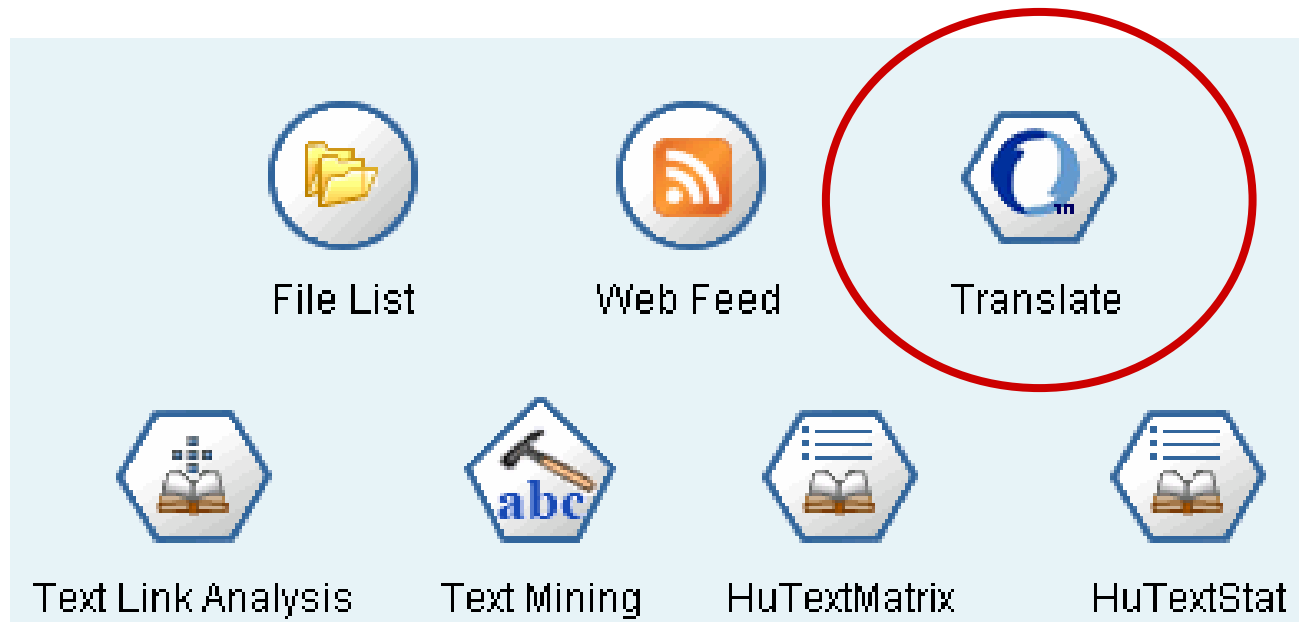 File List
Web Feed
Translate
abc
Text Link Analysis
Text Mining
HuTextMatrix
HuTextStat